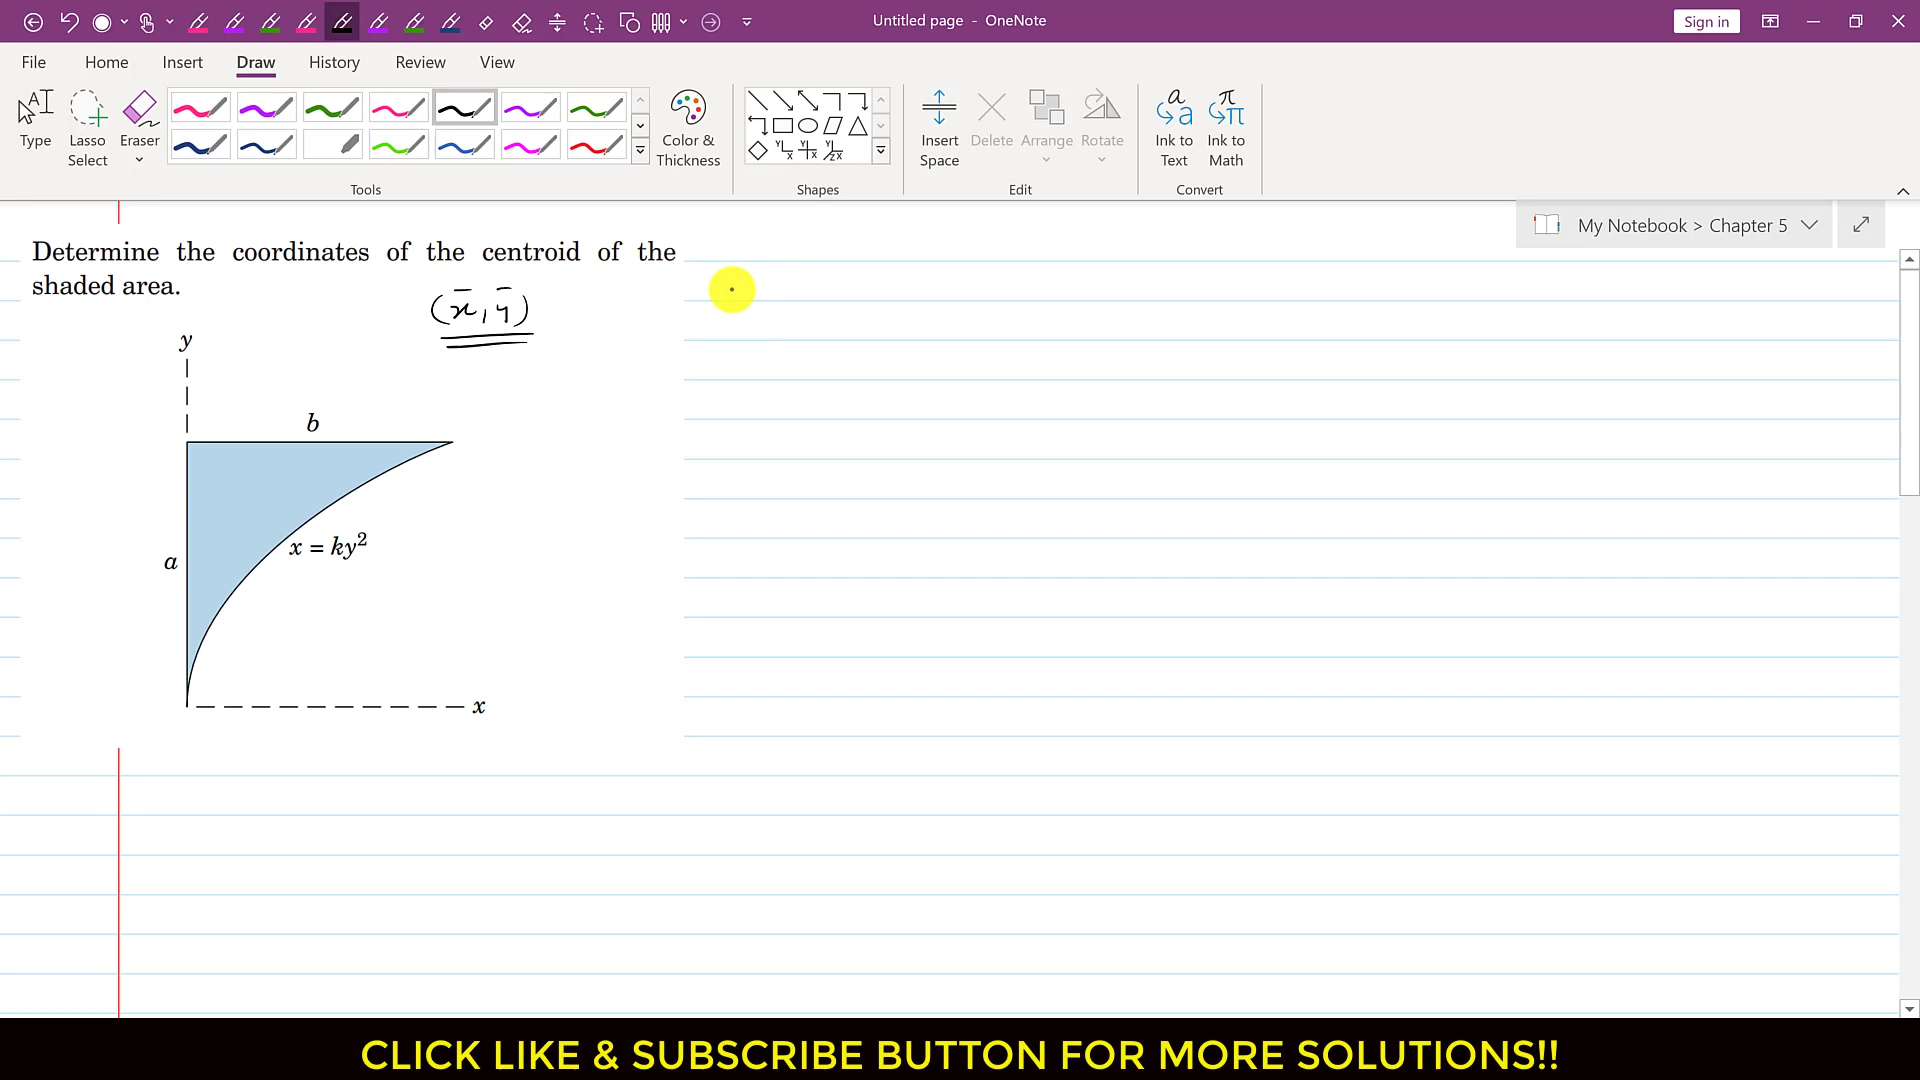 Untitled page - OneNote
Sign in
File Home Insert Draw History Review View
Type
Lasso Select
Eraser
Color & Thickness
Insert Space
Delete
Arrange
Rotate
Ink to Text
Ink to Math
Tools
Shapes
Edit
Convert
My Notebook > Chapter 5
Determine the coordinates of the centroid of the
shaded area.
(x̄, ȳ)
y
b
a
x = ky²
x
CLICK LIKE & SUBSCRIBE BUTTON FOR MORE SOLUTIONS!!